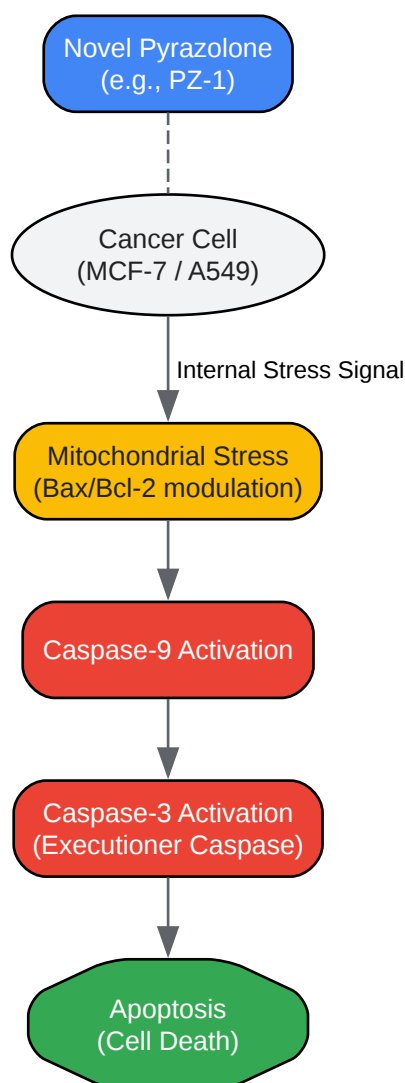 Novel Pyrazolone
(e.g., PZ-1)
Cancer Cell
(MCF-7 / A549)
Internal Stress Signal
Mitochondrial Stress
(Bax/Bcl-2 modulation)
Caspase-9 Activation
Caspase-3 Activation
(Executioner Caspase)
Apoptosis
(Cell Death)